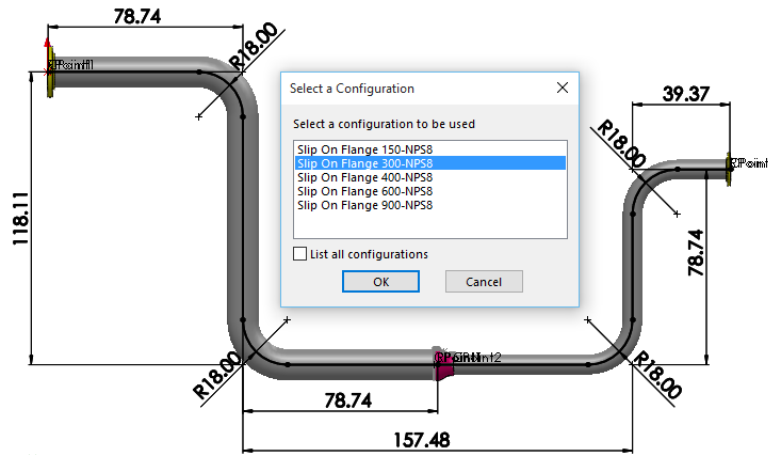 78.74
R18.00
Select a Configuration
39.37
Select a configuration to be used
R18.00
Slip On Flange 150-NPS8
Slip On Flange 300-NPS8
Slip On Flange 400-NPS8
Slip On Flange 600-NPS8
Slip On Flange 900-NPS8
118.11
78.74
List all configurations
OK
Cancel
R18.00
R18.00
78.74
157.48